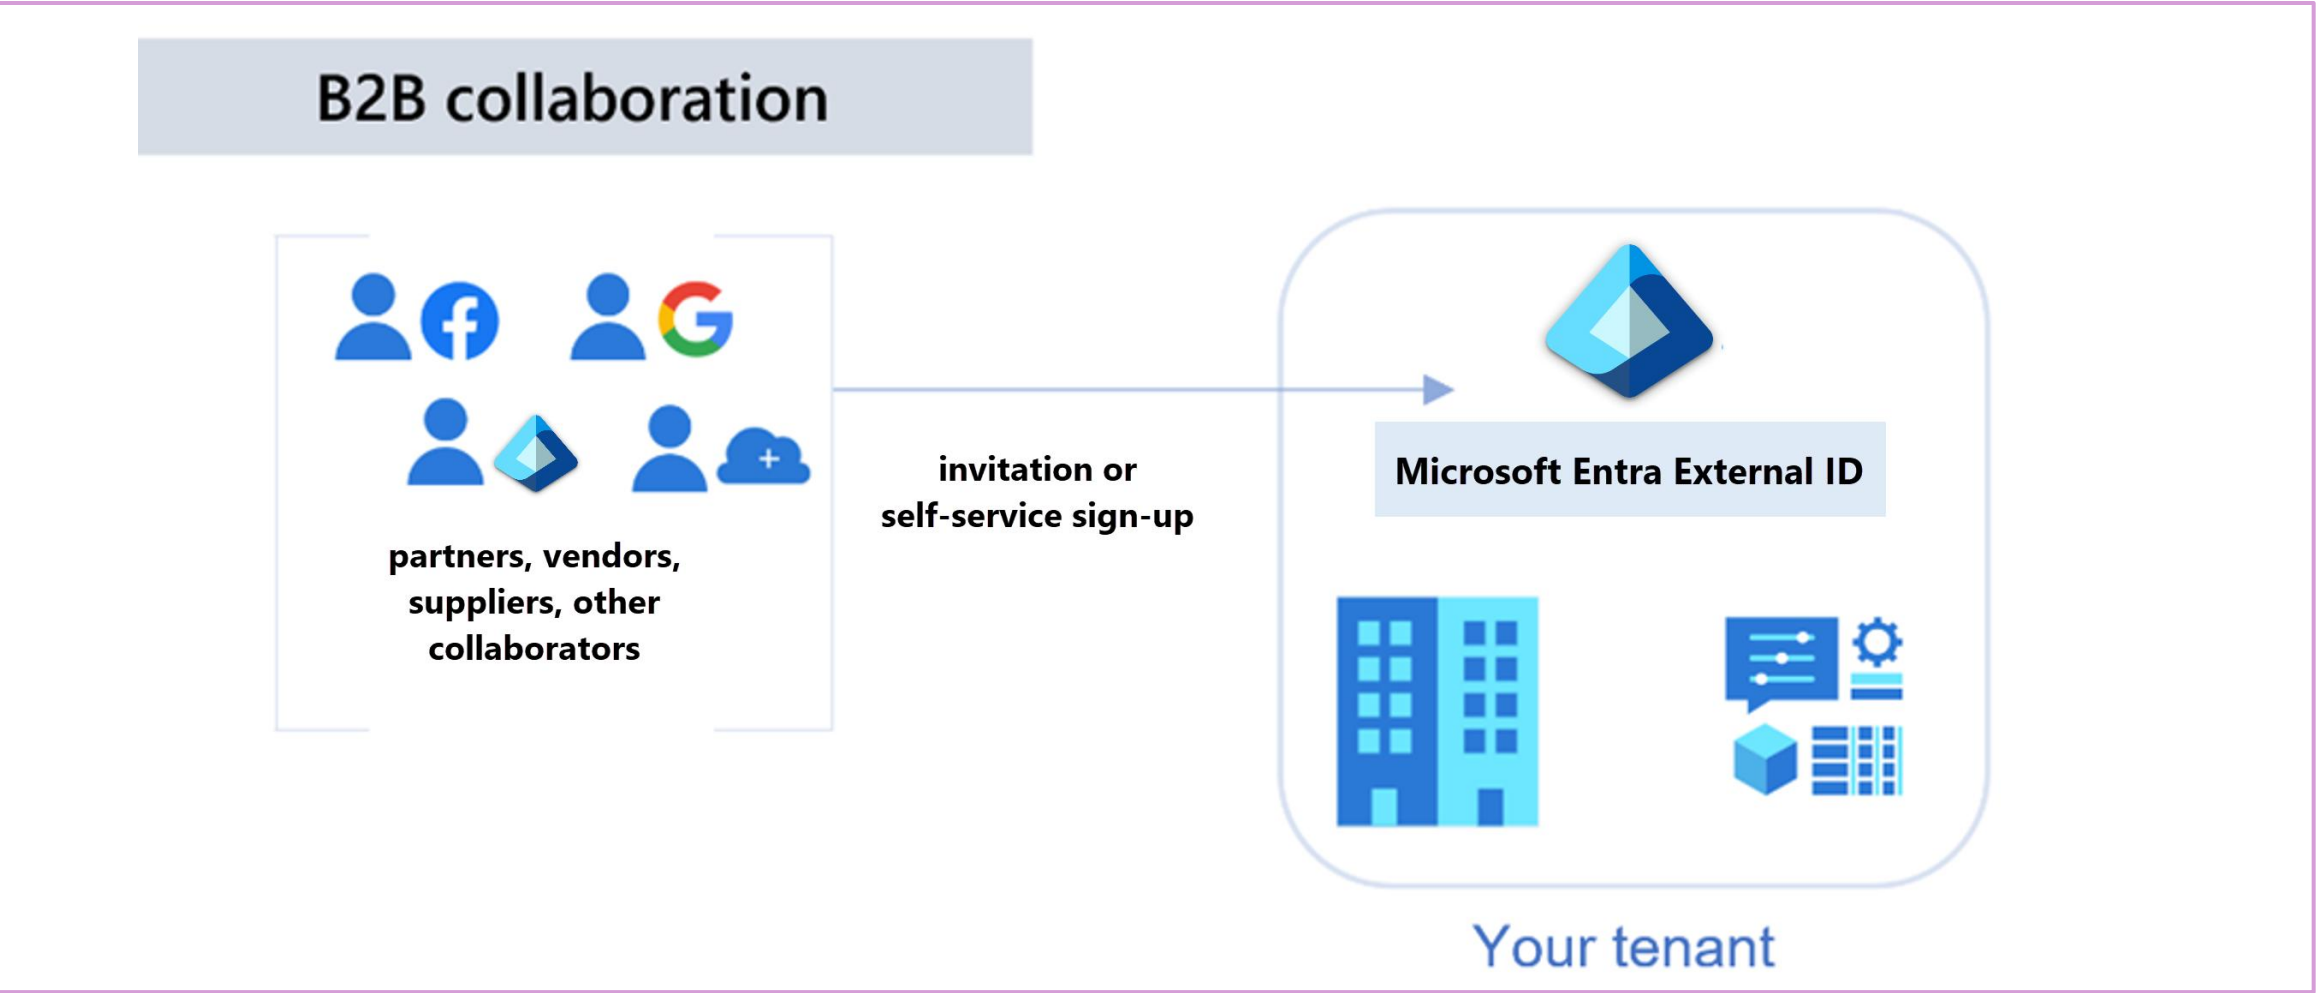 B2B collaboration
partners, vendors,
suppliers, other
collaborators
invitation or
self-service sign-up
Microsoft Entra External ID
Your tenant